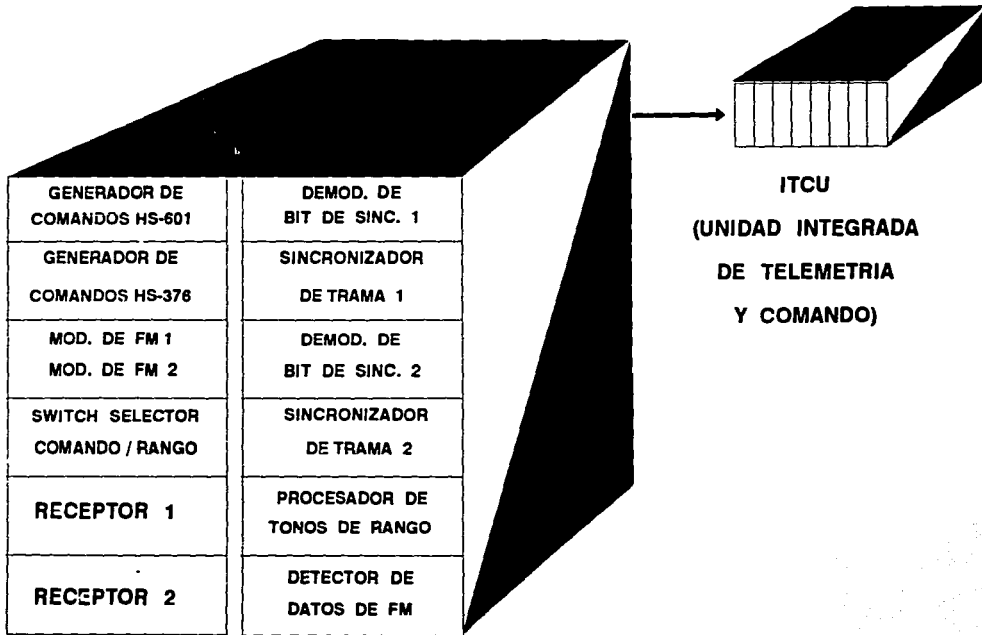 GENERADOR DE
COMANDOS HS-601
GENERADOR DE
COMANDOS HS-376
MOD. DE FM 1
MOD. DE FM 2
SWITCH SELECTOR
COMANDO / RANGO
RECEPTOR 1
RECEPTOR 2
DEMOD. DE
BIT DE SINC. 1
SINCRONIZADOR
DE TRAMA 1
DEMOD. DE
BIT DE SINC. 2
SINCRONIZADOR
DE TRAMA 2
PROCESADOR DE
TONOS DE RANGO
DETECTOR DE
DATOS DE FM
ITCU
(UNIDAD INTEGRADA
DE TELEMETRIA
Y COMANDO)